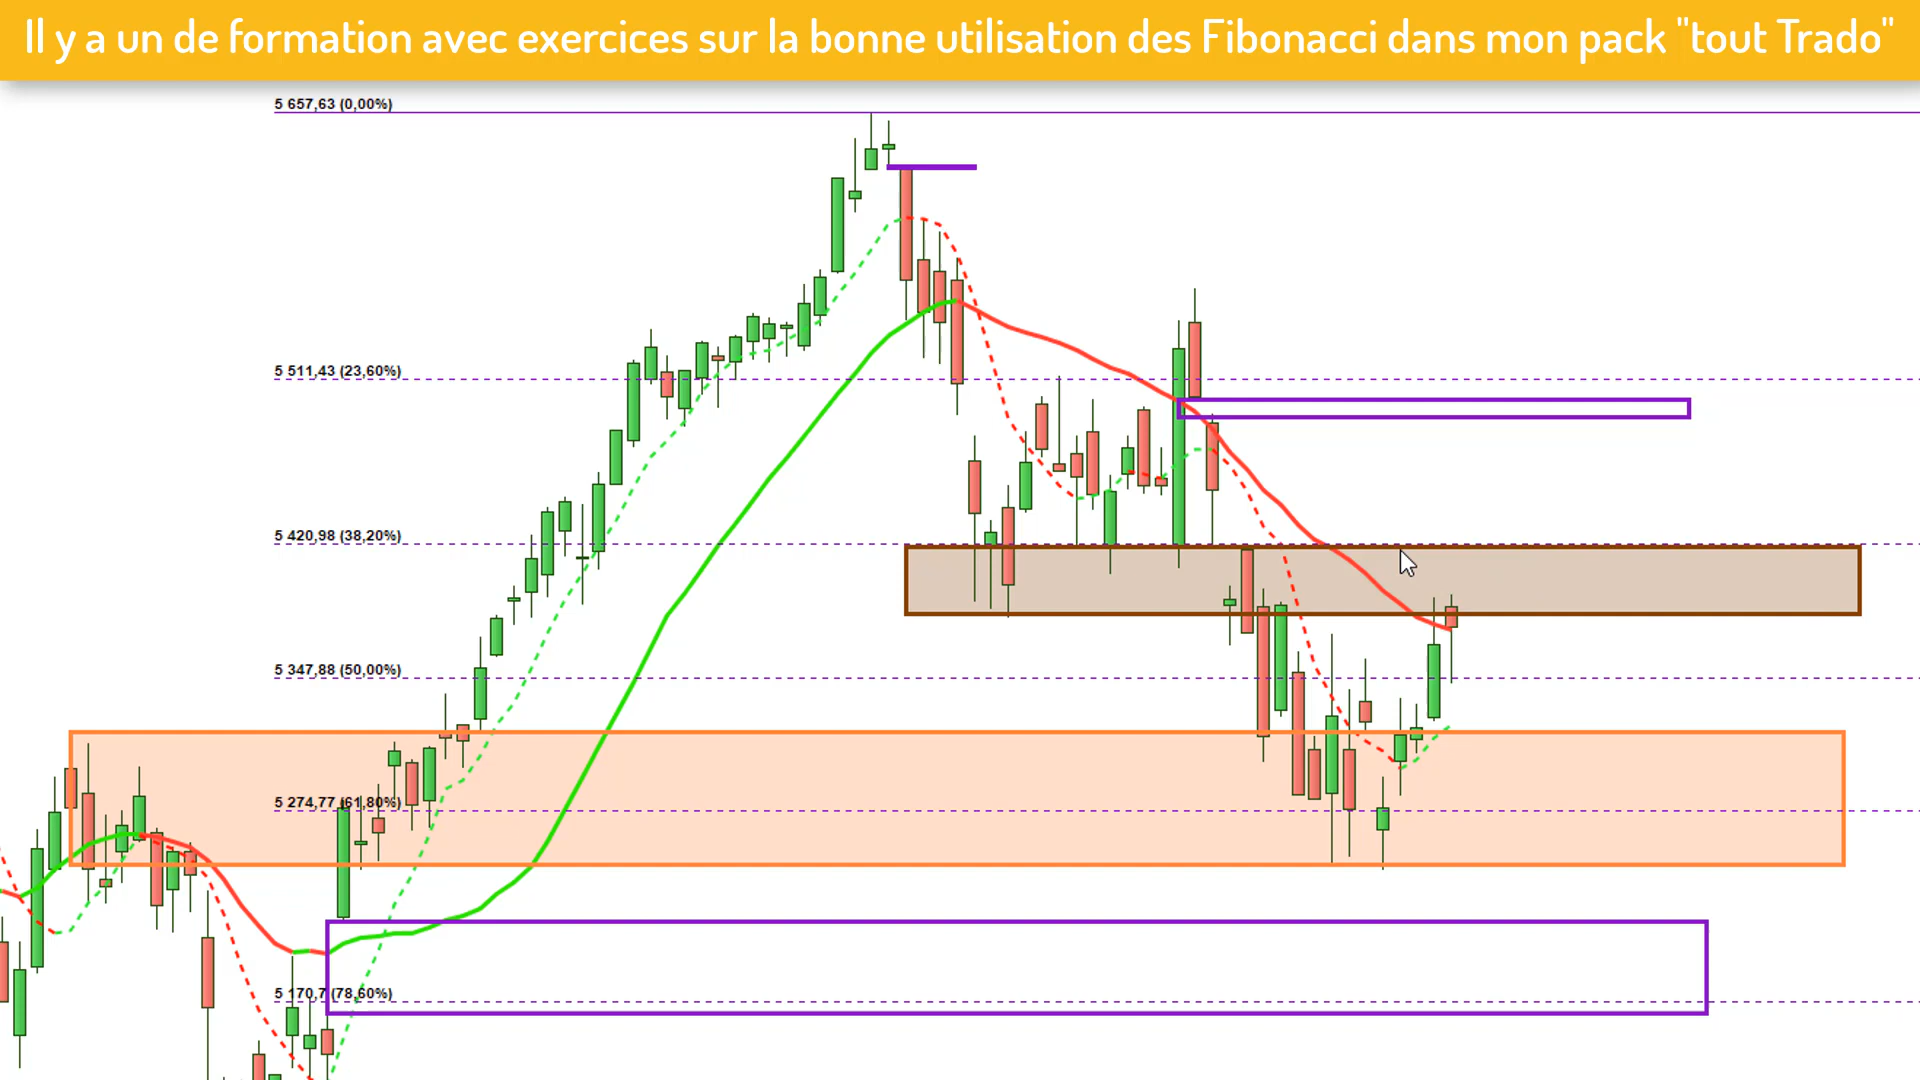 Il y a un de formation avec exercices sur la bonne utilisation des Fibonacci dans mon pack "tout Trado"
5 657,63 (0,00%)
5 511,43 (23,60%)
5 420,98 (38,20%)
5 347,88 (50,00%)
5 274,77 (61,80%)
5 170,7 (78,60%)